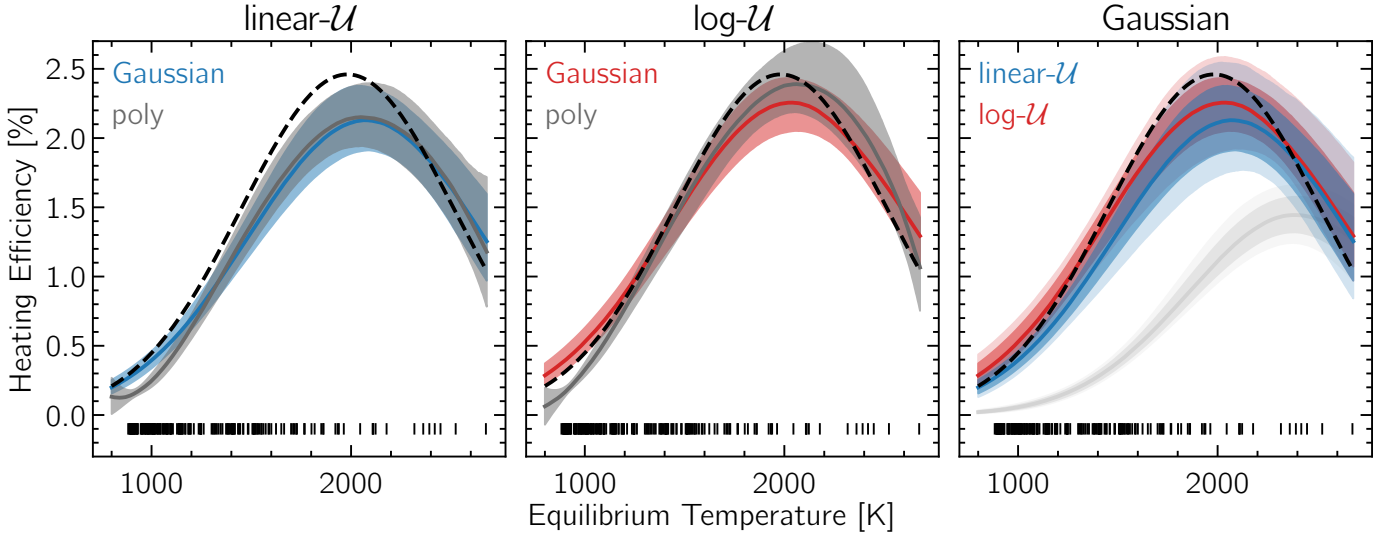 linear-𝒰
log-𝒰
Gaussian
Heating Efficiency [%]
2.5
2.0
1.5
1.0
0.5
0.0
Gaussian
poly
Gaussian
poly
linear-𝒰
log-𝒰
1000
2000
1000
2000
1000
2000
Equilibrium Temperature [K]